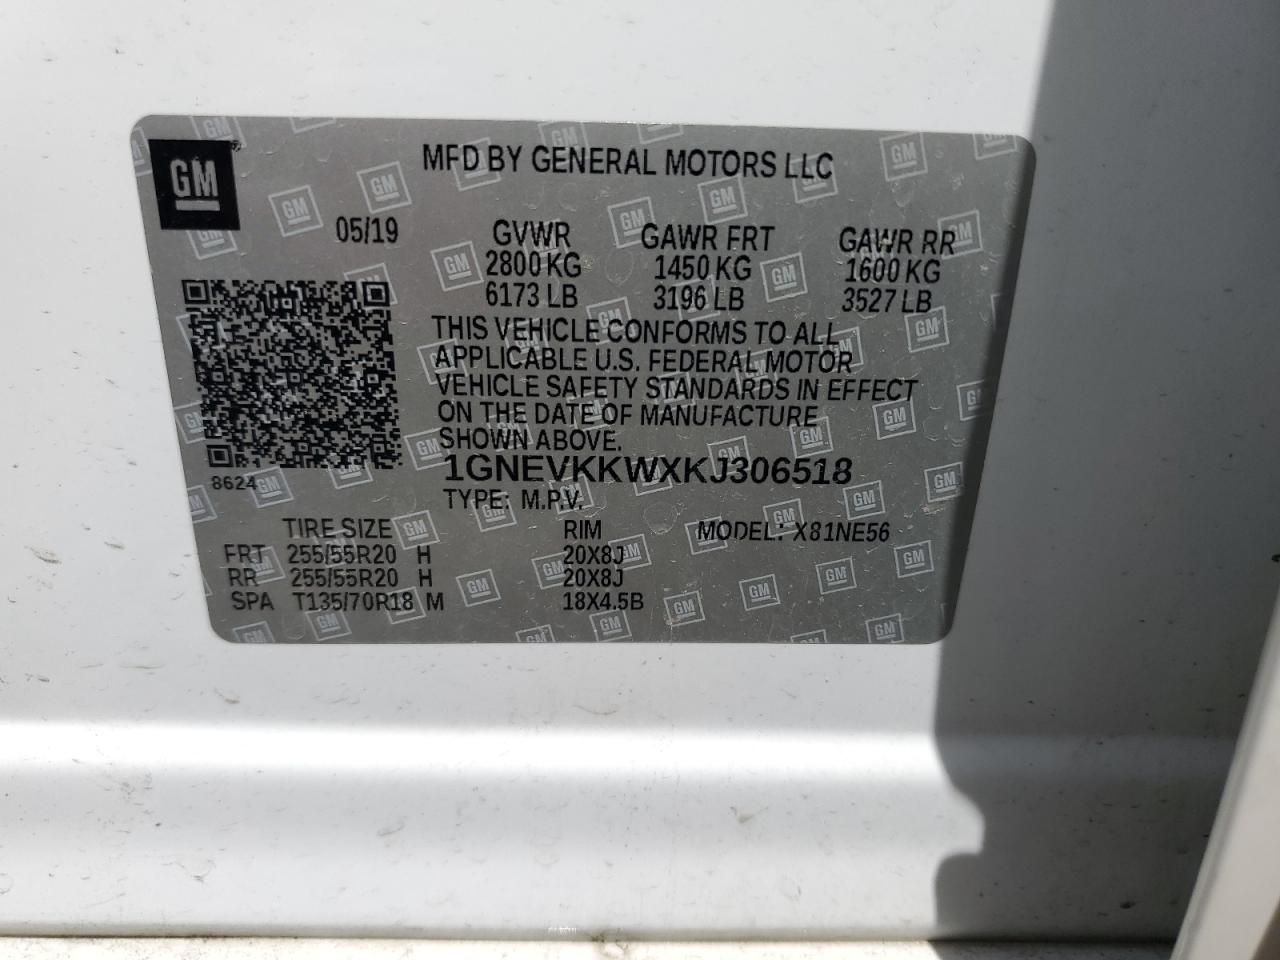 GM
MFD BY GENERAL MOTORS LLC
05/19 GVWR GAWR FRT GAWR RR
2800 KG 1450 KG 1600 KG
6173 LB 3196 LB 3527 LB
THIS VEHICLE CONFORMS TO ALL
APPLICABLE U.S. FEDERAL MOTOR
VEHICLE SAFETY STANDARDS IN EFFECT
ON THE DATE OF MANUFACTURE
SHOWN ABOVE.
1GNEVKKWXKJ306518
8624
TYPE: M.P.V.
TIRE SIZE RIM MODEL: X81NE56
FRT 255/55R20 H 20X8J
RR 255/55R20 H 20X8J
SPA T135/70R18 M 18X4.5B